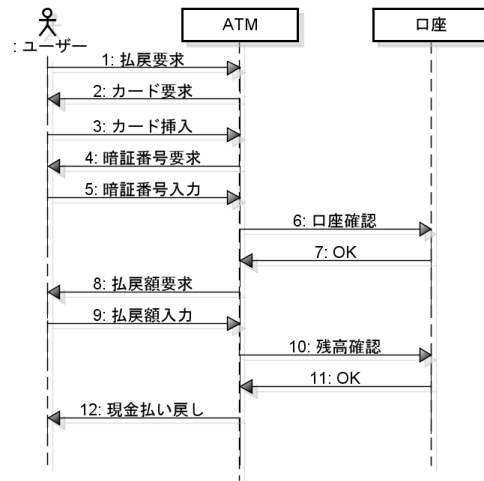 ATM
口座
: ユーザー
1: 払戻要求
2: カード要求
3: カード挿入
4: 暗証番号要求
5: 暗証番号入力
6: 口座確認
7: OK
8: 払戻額要求
9: 払戻額入力
10: 残高確認
11: OK
12: 現金払い戻し